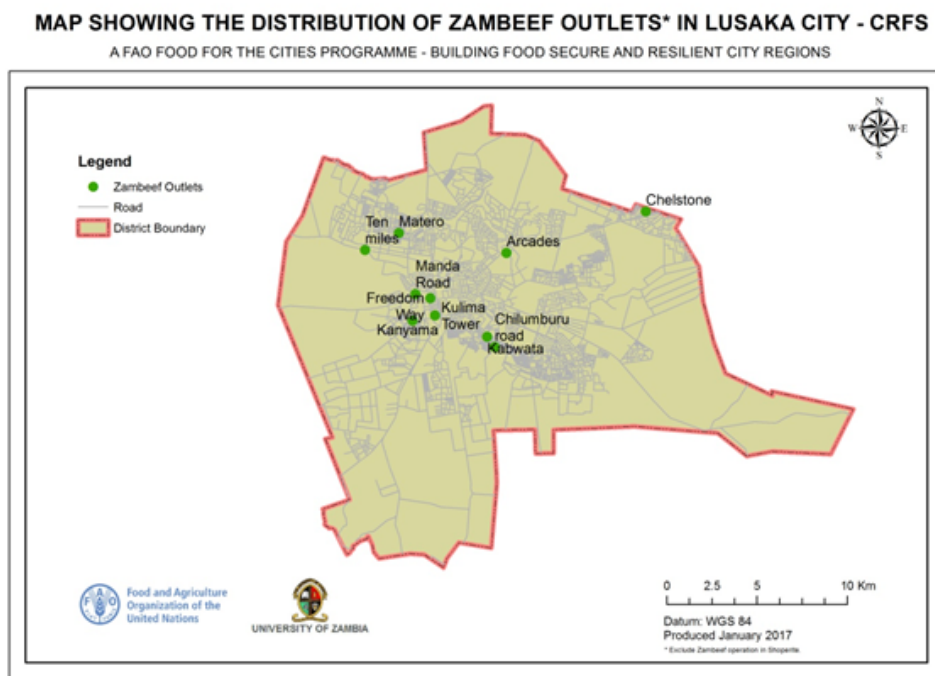 MAP SHOWING THE DISTRIBUTION OF ZAMBEEF OUTLETS* IN LUSAKA CITY - CRFS
A FAO FOOD FOR THE CITIES PROGRAMME - BUILDING FOOD SECURE AND RESILIENT CITY REGIONS
N
W E
S
Legend
Zambeef Outlets
Road
District Boundary
Chelstone
Ten
miles
Matero
Arcades
Manda
Road
Freedom
Way
Kulima
Tower
Kanyama
Chilumburu
road
Kabwata
FAO
Food and Agriculture
Organization of the
United Nations
UNIVERSITY OF ZAMBIA
0 2.5 5 10 Km
Datum: WGS 84
Produced January 2017
* Exclude Zambeef operation in Shoperite.